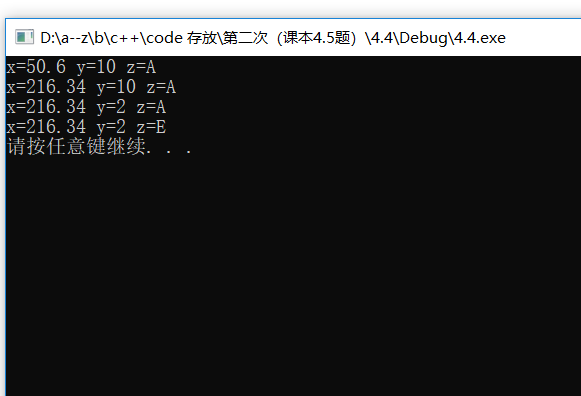 D:\a--z\b\c++\code 存放\第二次（课本4.5题）\4.4\Debug\4.4.exe
x=50.6 y=10 z=A
x=216.34 y=10 z=A
x=216.34 y=2 z=A
x=216.34 y=2 z=E
请按任意键继续. . .